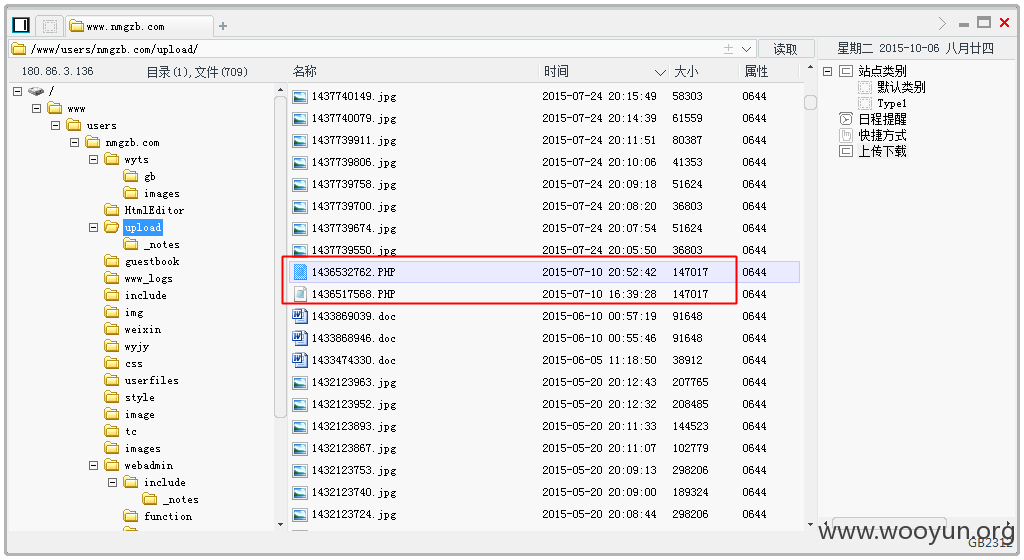 www.nmgzb.com
/www/users/nmgzb.com/upload/
读取
星期二 2015-10-06 八月廿四
180.86.3.136
目录(1),文件(709)
名称 时间 大小 属性
/
www
users
nmgzb.com
wyts
gb
images
HtmlEditor
upload
_notes
guestbook
www_logs
include
img
weixin
wyjy
css
userfiles
style
image
tc
images
webadmin
include
_notes
function
1437740149.jpg 2015-07-24 20:15:49 58303 0644
1437740079.jpg 2015-07-24 20:14:39 61559 0644
1437739911.jpg 2015-07-24 20:11:51 80387 0644
1437739806.jpg 2015-07-24 20:10:06 41353 0644
1437739758.jpg 2015-07-24 20:09:18 51624 0644
1437739700.jpg 2015-07-24 20:08:20 36803 0644
1437739674.jpg 2015-07-24 20:07:54 51624 0644
1437739550.jpg 2015-07-24 20:05:50 36803 0644
1436532762.PHP 2015-07-10 20:52:42 147017 0644
1436517568.PHP 2015-07-10 16:39:28 147017 0644
1433869039.doc 2015-06-10 00:57:19 91648 0644
1433868946.doc 2015-06-10 00:55:46 91648 0644
1433474330.doc 2015-06-05 11:18:50 38912 0644
1432123963.jpg 2015-05-20 20:12:43 207765 0644
1432123952.jpg 2015-05-20 20:12:32 208485 0644
1432123893.jpg 2015-05-20 20:11:33 144523 0644
1432123867.jpg 2015-05-20 20:11:07 102779 0644
1432123753.jpg 2015-05-20 20:09:13 298206 0644
1432123740.jpg 2015-05-20 20:09:00 189324 0644
1432123724.jpg 2015-05-20 20:08:44 298206 0644
站点类别
默认类别
Type1
日程提醒
快捷方式
上传下载
www.wooyun.org
GB2312